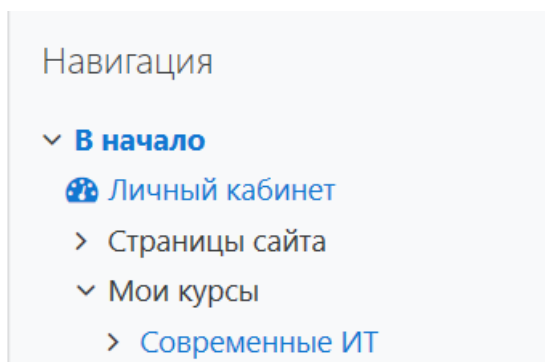 Навигация
В начало
Личный кабинет
Страницы сайта
Мои курсы
Современные ИТ